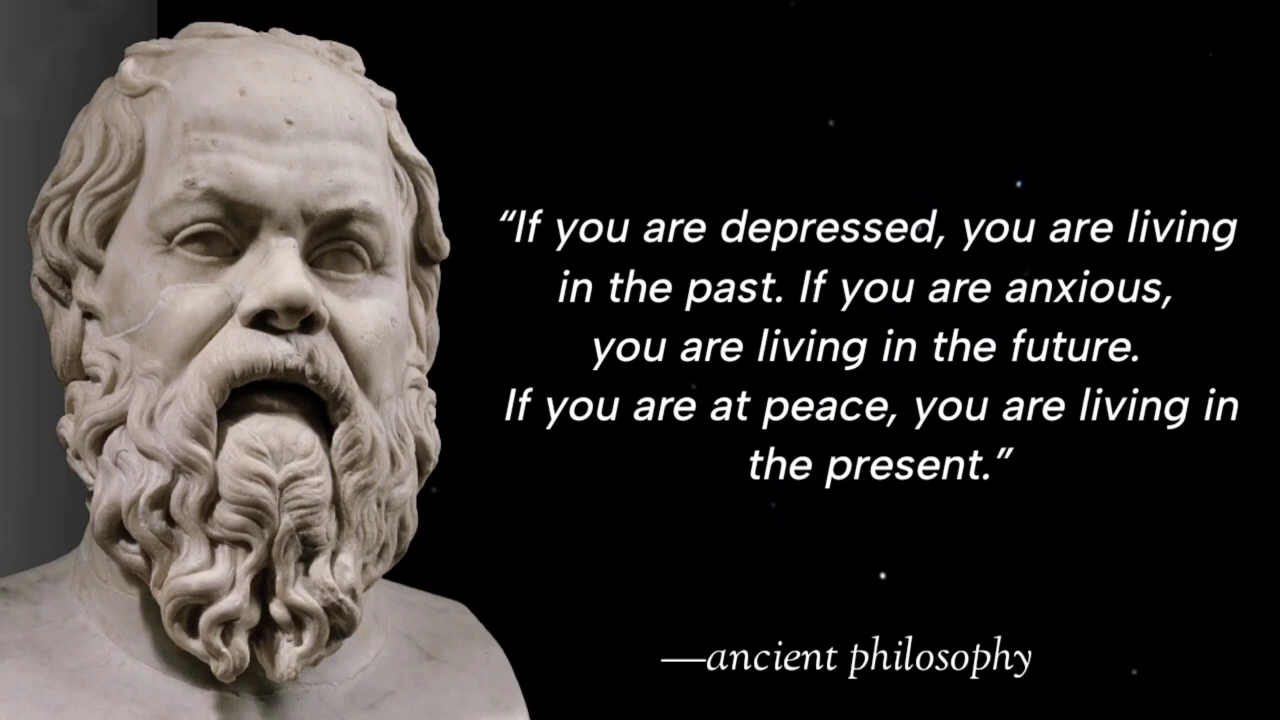 “If you are depressed, you are living
in the past. If you are anxious,
you are living in the future.
If you are at peace, you are living in
the present.”
—ancient philosophy